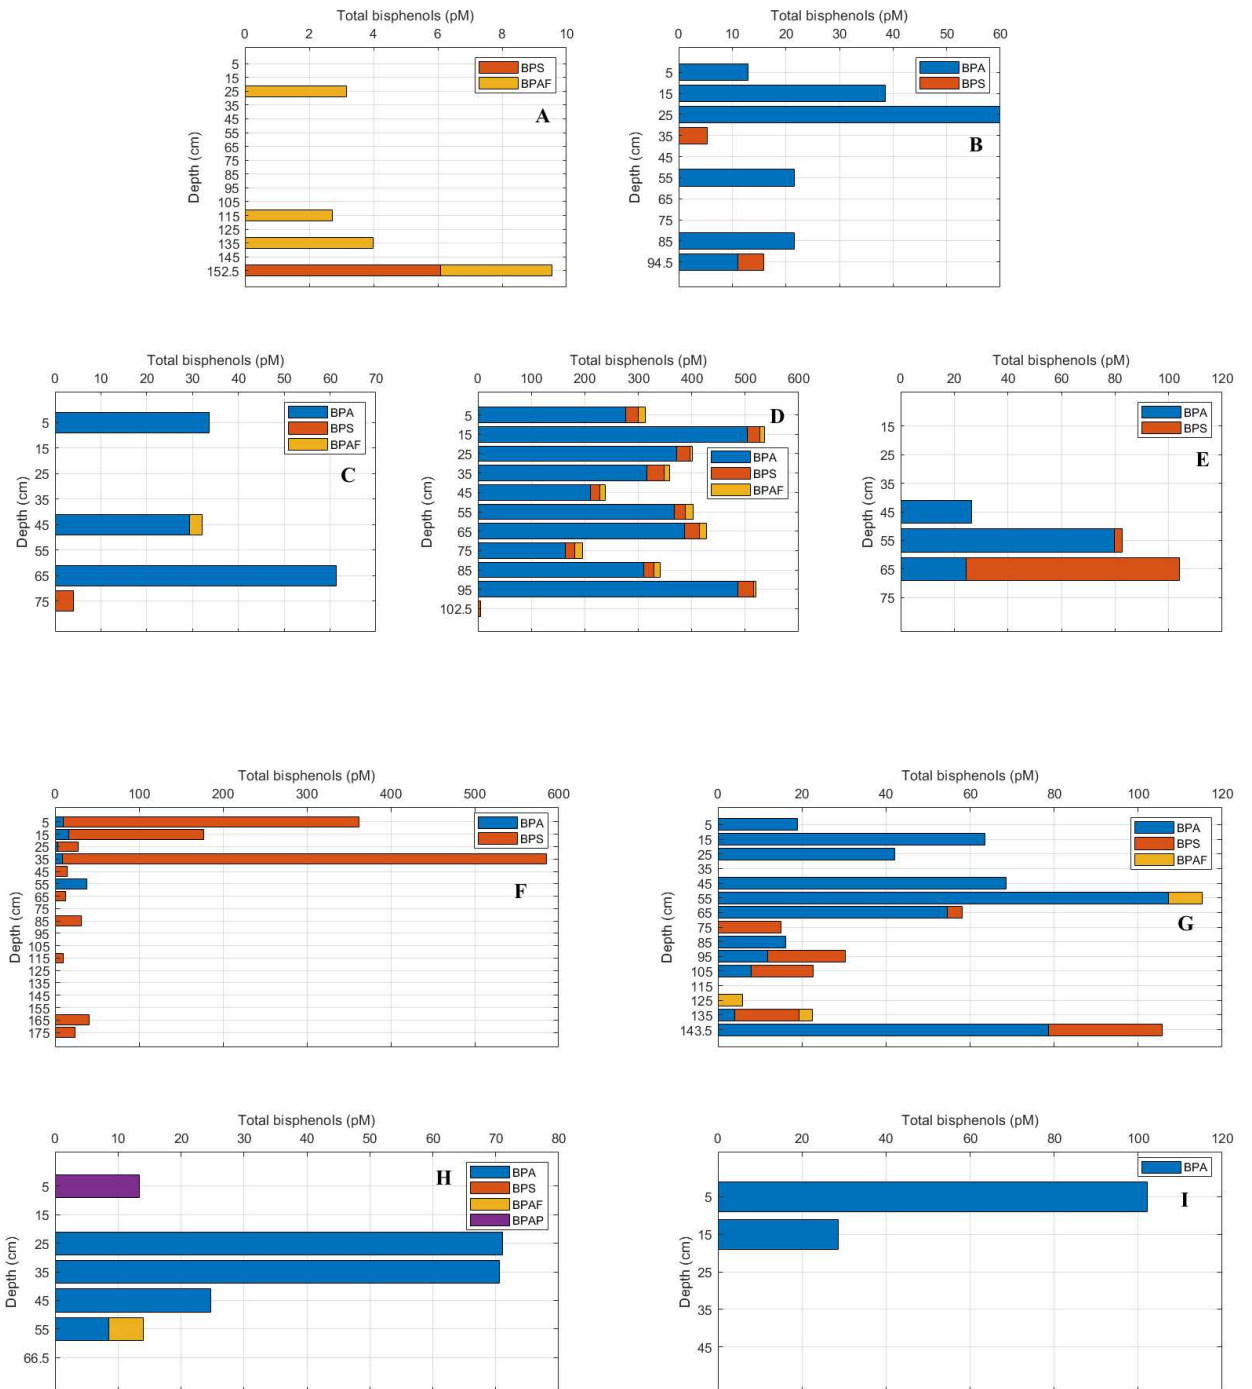 Total bisphenols (pM)
0 2 4 6 8 10
5
15
25
35
45
55
65
75
85
95
105
115
125
135
145
152.5
Depth (cm)
BPS
BPAF
A
Total bisphenols (pM)
0 10 20 30 40 50 60
5
15
25
35
45
55
65
75
85
94.5
Depth (cm)
BPA
BPS
B
Total bisphenols (pM)
0 10 20 30 40 50 60 70
5
15
25
35
45
55
65
75
Depth (cm)
BPA
BPS
BPAF
C
Total bisphenols (pM)
0 100 200 300 400 500 600
5
15
25
35
45
55
65
75
85
95
102.5
Depth (cm)
D
BPA
BPS
BPAF
Total bisphenols (pM)
0 20 40 60 80 100 120
15
25
35
45
55
65
75
Depth (cm)
BPA
BPS
E
Total bisphenols (pM)
0 100 200 300 400 500 600
5
15
25
35
45
55
65
75
85
95
105
115
125
135
145
155
165
175
Depth (cm)
BPA
BPS
F
Total bisphenols (pM)
0 20 40 60 80 100 120
5
15
25
35
45
55
65
75
85
95
105
115
125
135
143.5
Depth (cm)
BPA
BPS
BPAF
G
Total bisphenols (pM)
0 10 20 30 40 50 60 70 80
5
15
25
35
45
55
66.5
Depth (cm)
H
BPA
BPS
BPAF
BPAP
Total bisphenols (pM)
0 20 40 60 80 100 120
5
15
25
35
45
Depth (cm)
BPA
I